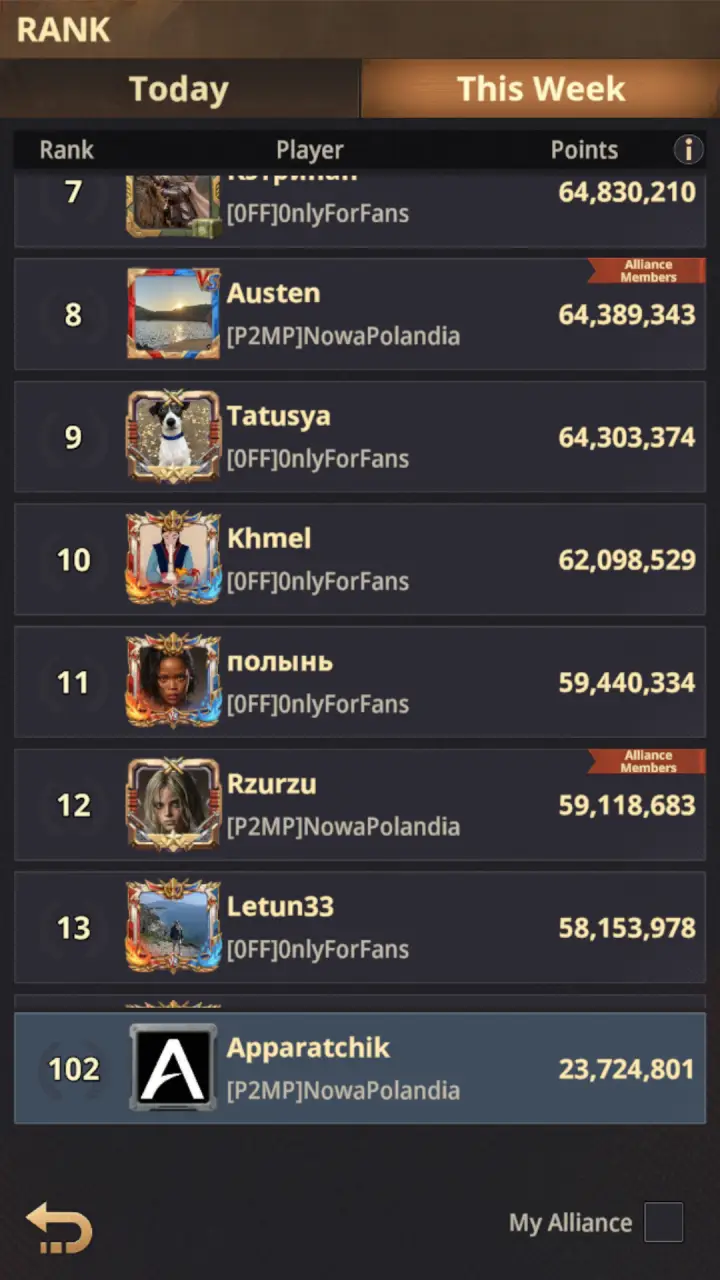 RANK
Today
This Week
Rank
Player
Points
7
[0FF]0nlyForFans
64,830,210
Alliance
Members
8
Austen
[P2MP]NowaPolandia
64,389,343
9
Tatusya
[0FF]0nlyForFans
64,303,374
10
Khmel
[0FF]0nlyForFans
62,098,529
11
полынь
[0FF]0nlyForFans
59,440,334
Alliance
Members
12
Rzurzu
[P2MP]NowaPolandia
59,118,683
13
Letun33
[0FF]0nlyForFans
58,153,978
102
Apparatchik
[P2MP]NowaPolandia
23,724,801
My Alliance